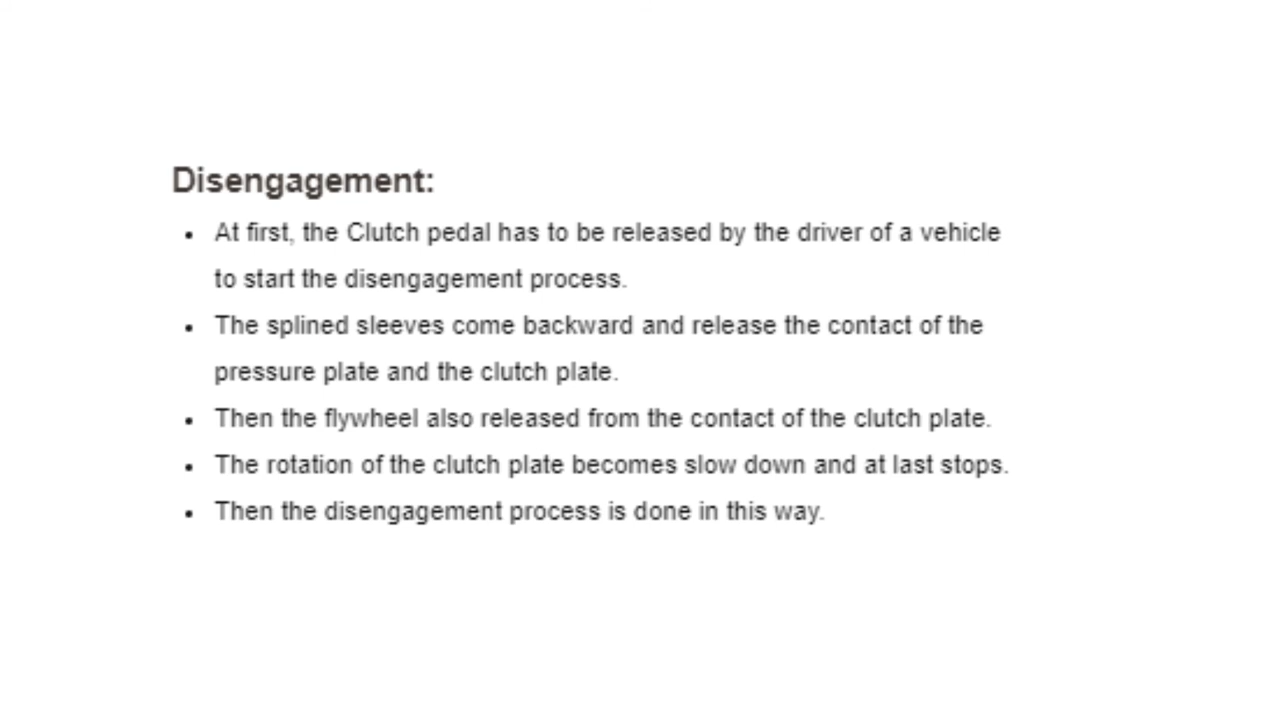 Disengagement:
• At first, the Clutch pedal has to be released by the driver of a vehicle
to start the disengagement process.
• The splined sleeves come backward and release the contact of the
pressure plate and the clutch plate.
• Then the flywheel also released from the contact of the clutch plate.
• The rotation of the clutch plate becomes slow down and at last stops.
• Then the disengagement process is done in this way.